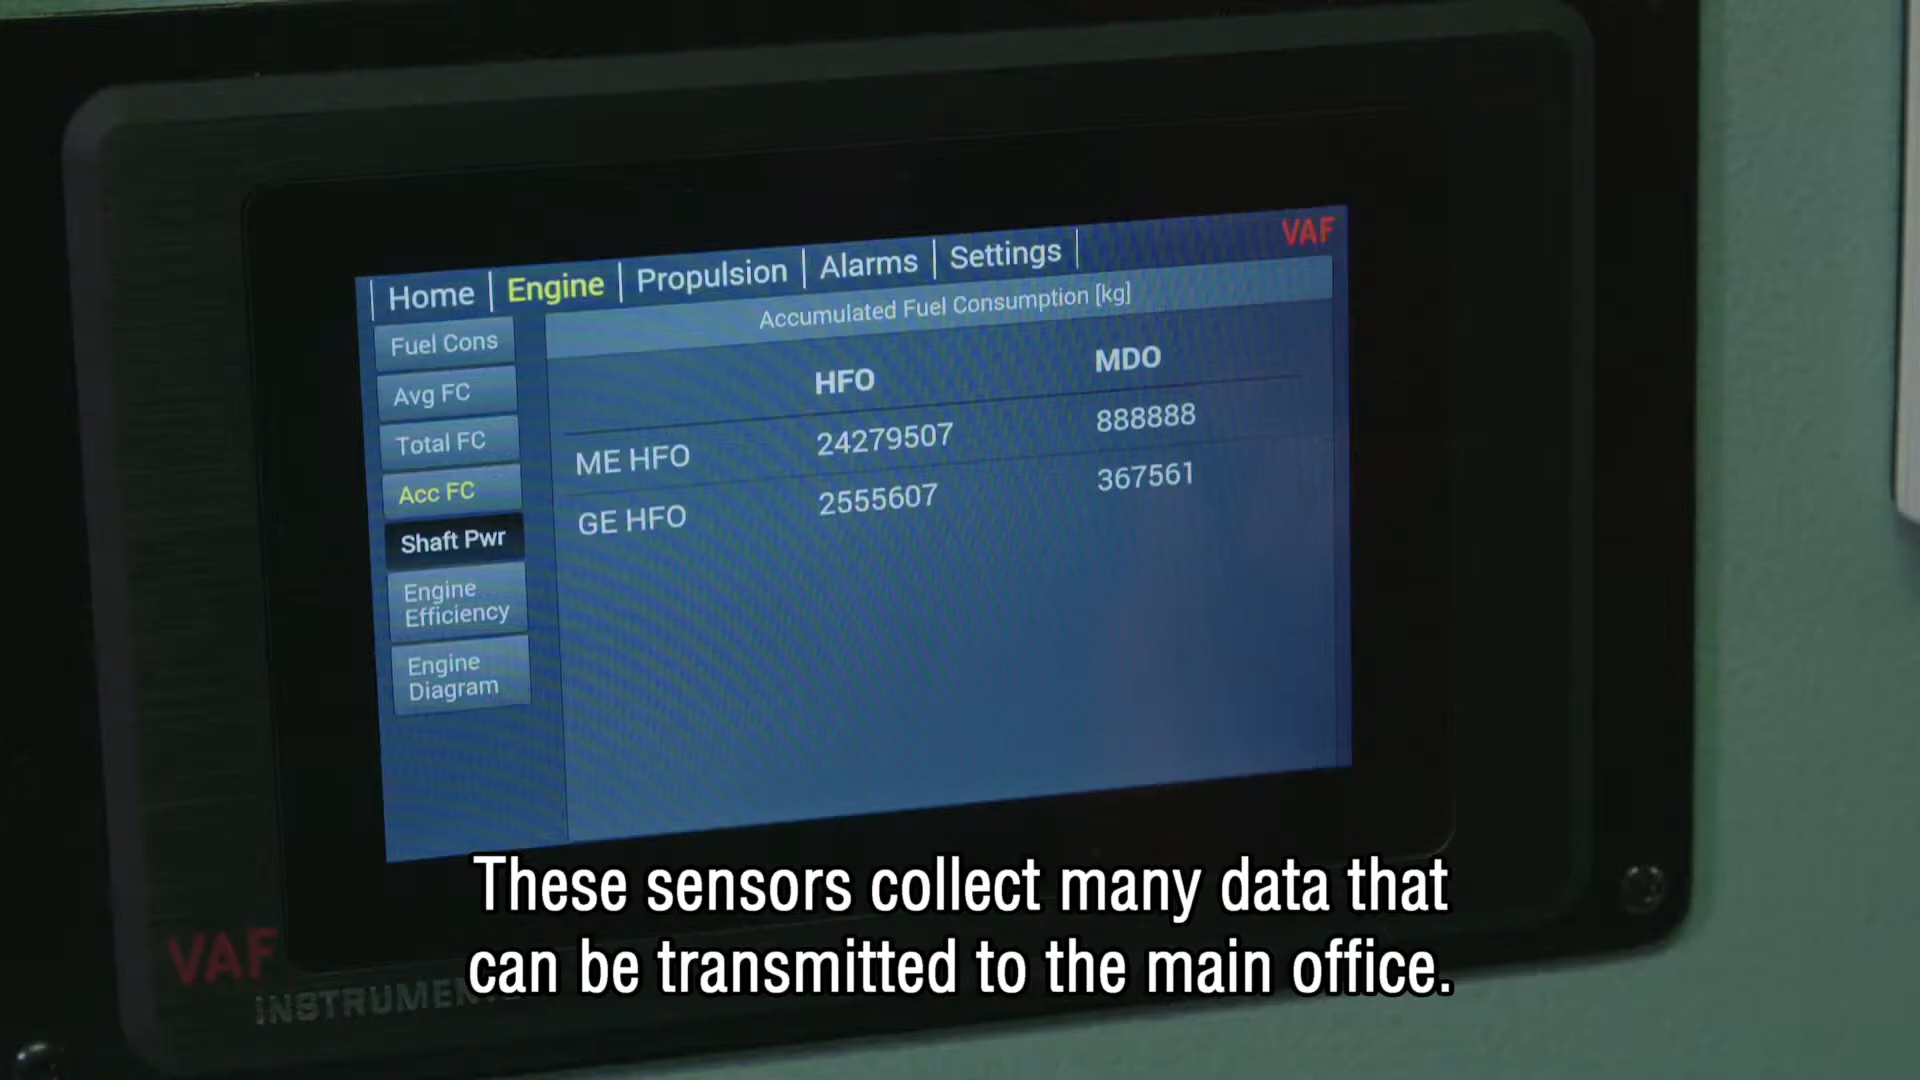 VAF
Home Engine Propulsion Alarms Settings
Accumulated Fuel Consumption [kg]
Fuel Cons
Avg FC
Total FC
Acc FC
Shaft Pwr
Engine
Efficiency
Engine
Diagram
HFO MDO
ME HFO 24279507 888888
GE HFO 2555607 367561
These sensors collect many data that
can be transmitted to the main office.
VAF